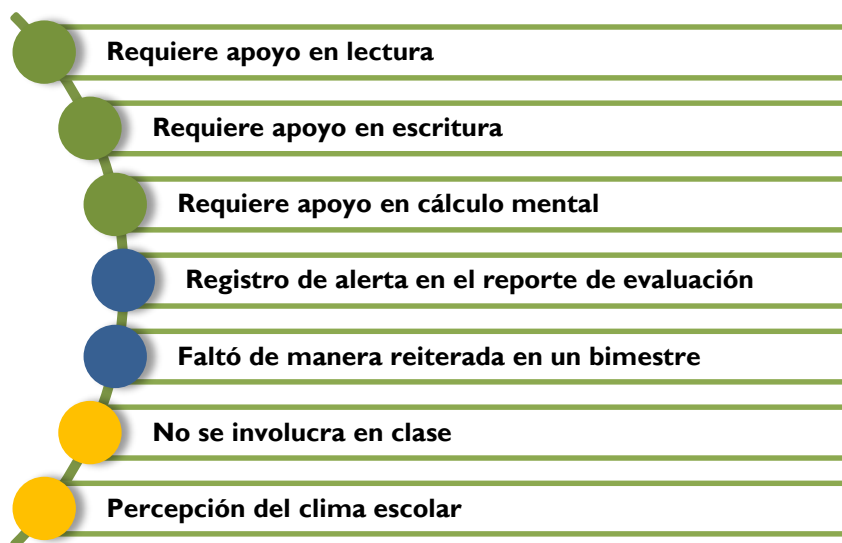 Requiere apoyo en lectura
Requiere apoyo en escritura
Requiere apoyo en cálculo mental
Registro de alerta en el reporte de evaluación
Faltó de manera reiterada en un bimestre
No se involucra en clase
Percepción del clima escolar